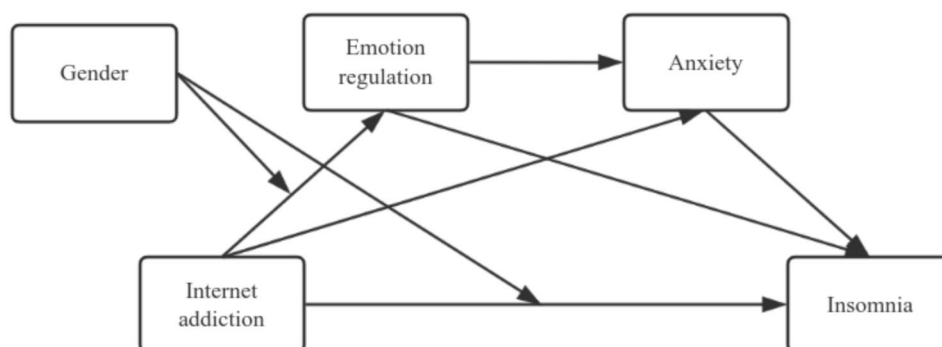 Gender
Emotion
regulation
Anxiety
Internet
addiction
Insomnia